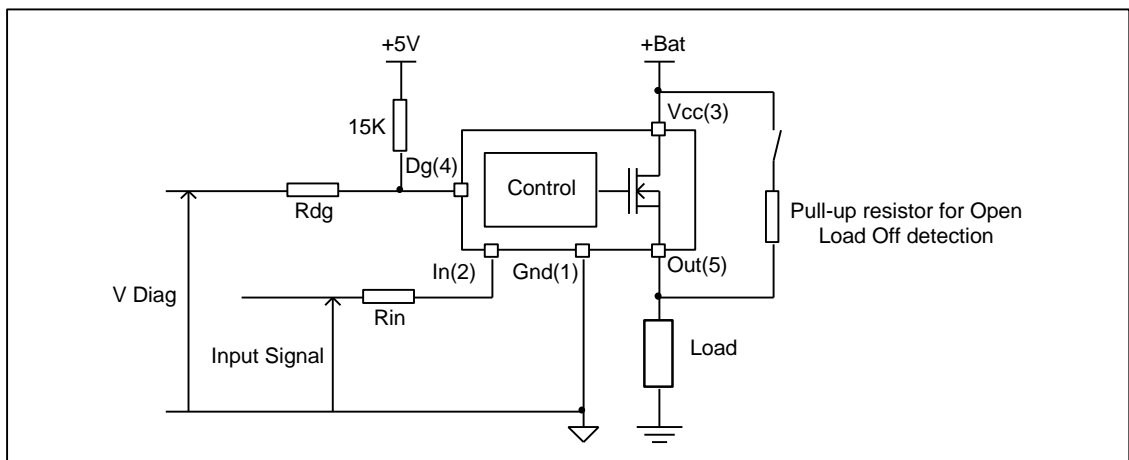 +5V
+Bat
Vcc(3)
15K
Dg(4)
Control
Rdg
Pull-up resistor for Open
Load Off detection
In(2)
Gnd(1)
Out(5)
V Diag
Rin
Input Signal
Load